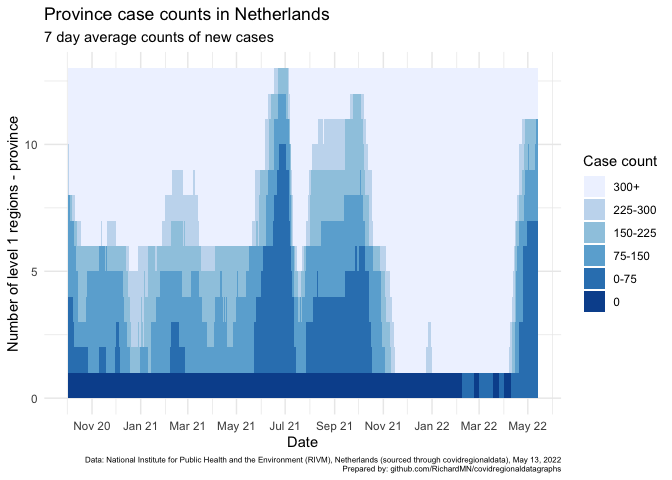 Province case counts in Netherlands
7 day average counts of new cases
Number of level 1 regions - province
10
5
0
Nov 20 Jan 21 Mar 21 May 21 Jul 21 Sep 21 Nov 21 Jan 22 Mar 22 May 22
Date
Case count
300+
225-300
150-225
75-150
0-75
0
Data: National Institute for Public Health and the Environment (RIVM), Netherlands (sourced through covidregionaldata), May 13, 2022
Prepared by: github.com/RichardMN/covidregionaldatagraphs